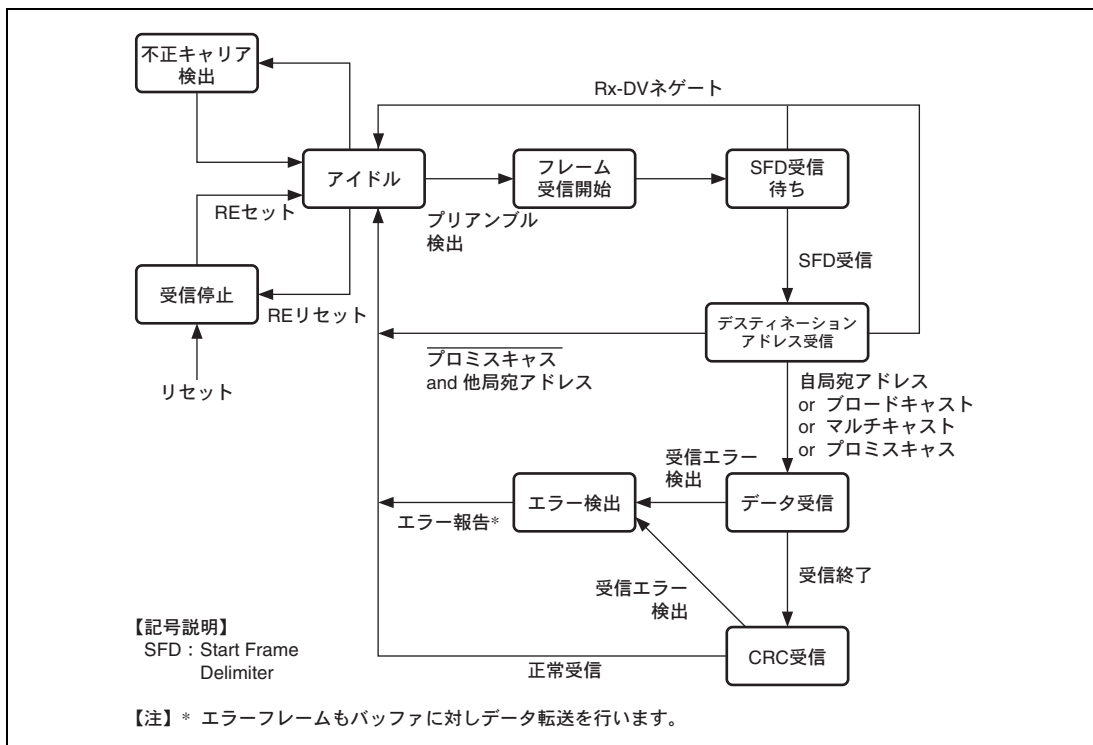 不正キャリア
検出
Rx-DVネゲート
アイドル
フレーム
受信開始
SFD受信
待ち
REセット
プリアンブル
検出
SFD受信
受信停止
REリセット
デスティネーション
アドレス受信
リセット
プロミスキャス
and 他局宛アドレス
自局宛アドレス
or ブロードキャスト
or マルチキャスト
or プロミスキャス
受信エラー
検出
エラー検出
データ受信
エラー報告*
受信終了
受信エラー
検出
【記号説明】
SFD：Start Frame
Delimiter
正常受信
CRC受信
【注】* エラーフレームもバッファに対しデータ転送を行います。